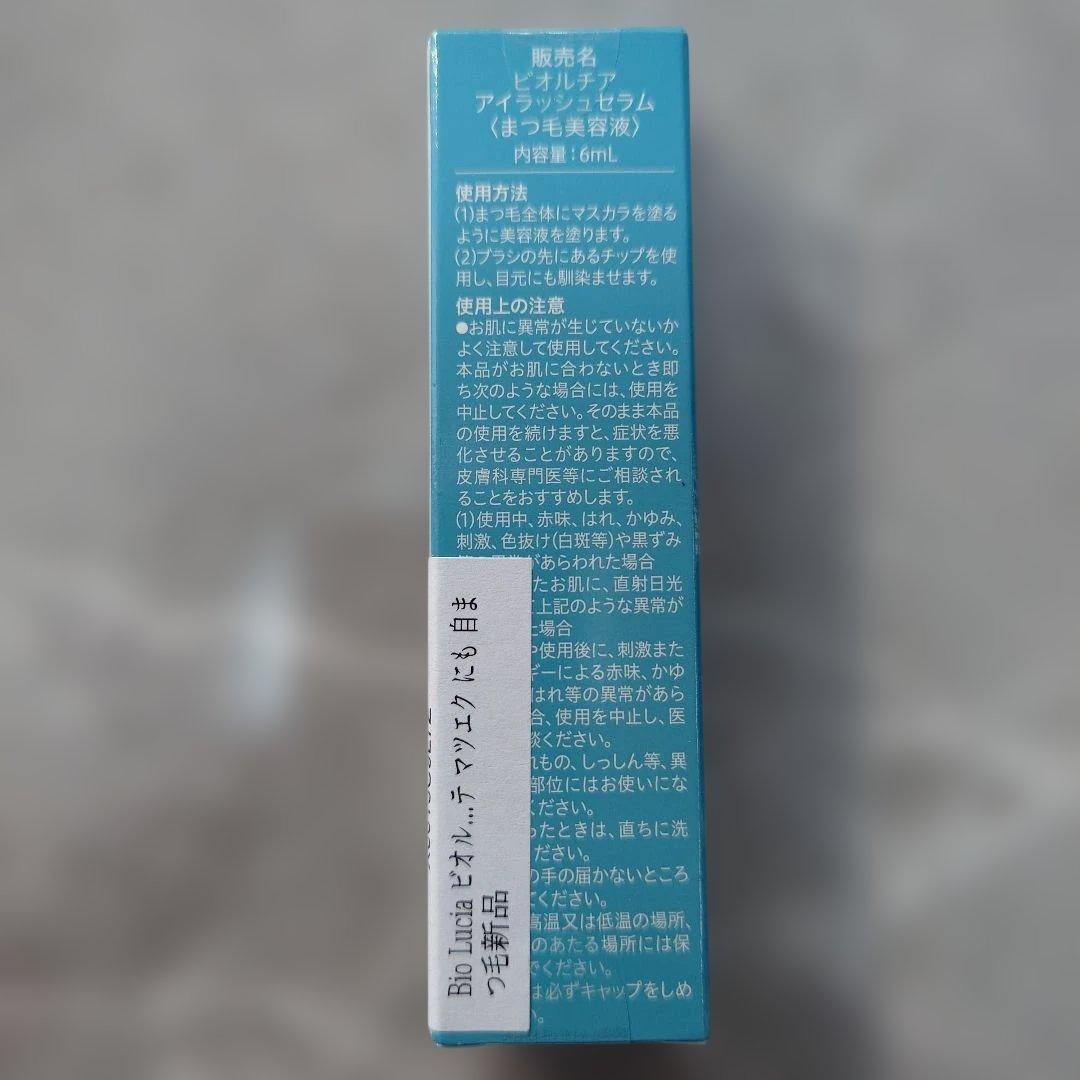 販売名
ビオルチア
アイラッシュセラム
〈まつ毛美容液〉
内容量：6mL
使用方法
(1)まつ毛全体にマスカラを塗る
ように美容液を塗ります。
(2)ブラシの先にあるチップを使
用し、目元にも馴染ませます。
使用上の注意
●お肌に異常が生じていないか
よく注意して使用してください。
本品がお肌に合わないとき即
ち次のような場合には、使用を
中止してください。そのまま本品
の使用を続けますと、症状を悪
化させることがありますので、
皮膚科専門医等にご相談され
ることをおすすめします。
(1)使用中、赤味、はれ、かゆみ、
刺激、色抜け(白斑等)や黒ずみ
があらわれた場合
たお肌に、直射日光
上記のような異常が
場合
使用後に、刺激また
ギーによる赤味、かゆ
はれ等の異常があら
合、使用を中止し、医
ください。
れもの、しっしん等、異
部位にはお使いにな
ください。
ったときは、直ちに洗
ださい。
の手の届かないところ
てください。
高温又は低温の場所、
のあたる場所には保
でください。
は必ずキャップをしめ
い。
Bio Lucia ビオル...テ マツエク にも 自ま
つ毛新品